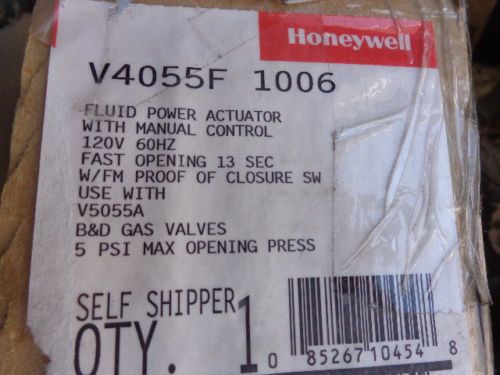 Honeywell
V4055F 1006
FLUID POWER ACTUATOR
WITH MANUAL CONTROL
120V 60HZ
FAST OPENING 13 SEC
W/FM PROOF OF CLOSURE SW
USE WITH
V5055A
B&D GAS VALVES
5 PSI MAX OPENING PRESS
SELF SHIPPER
QTY. 1
0 85267 10454 8